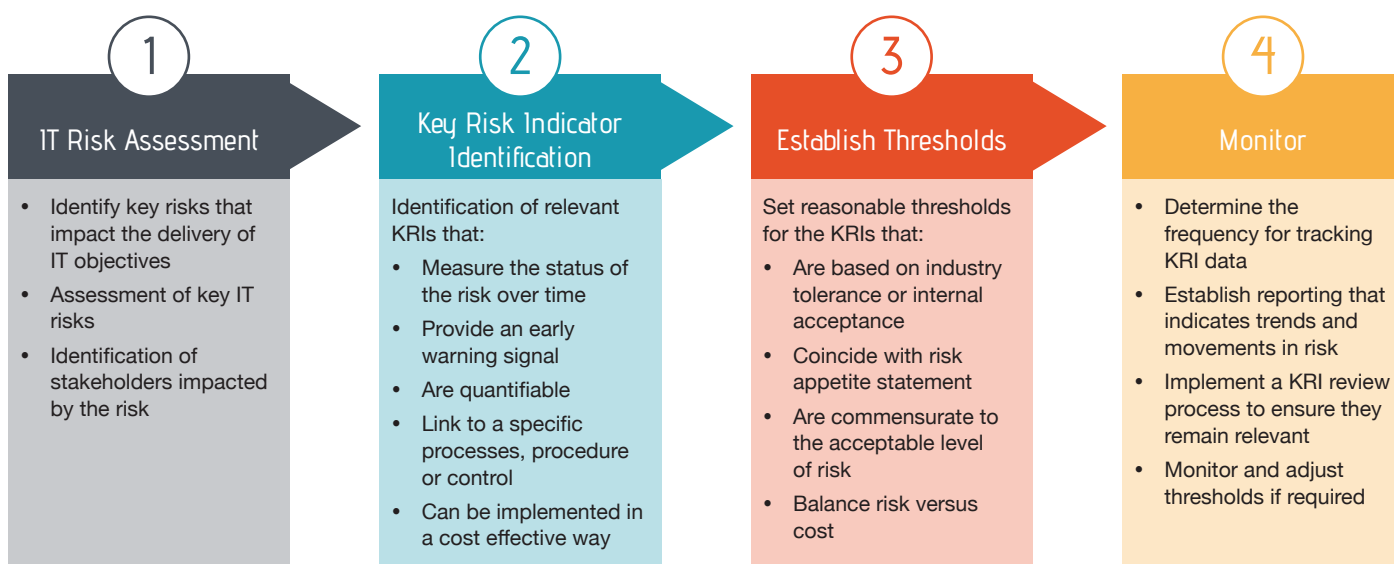 1
IT Risk Assessment
• Identify key risks that
impact the delivery of
IT objectives
• Assessment of key IT
risks
• Identification of
stakeholders impacted
by the risk
2
Key Risk Indicator
Identification
Identification of relevant
KRIs that:
• Measure the status of
the risk over time
• Provide an early
warning signal
• Are quantifiable
• Link to a specific
processes, procedure
or control
• Can be implemented in
a cost effective way
3
Establish Thresholds
Set reasonable thresholds
for the KRIs that:
• Are based on industry
tolerance or internal
acceptance
• Coincide with risk
appetite statement
• Are commensurate to
the acceptable level
of risk
• Balance risk versus
cost
4
Monitor
• Determine the
frequency for tracking
KRI data
• Establish reporting that
indicates trends and
movements in risk
• Implement a KRI review
process to ensure they
remain relevant
• Monitor and adjust
thresholds if required